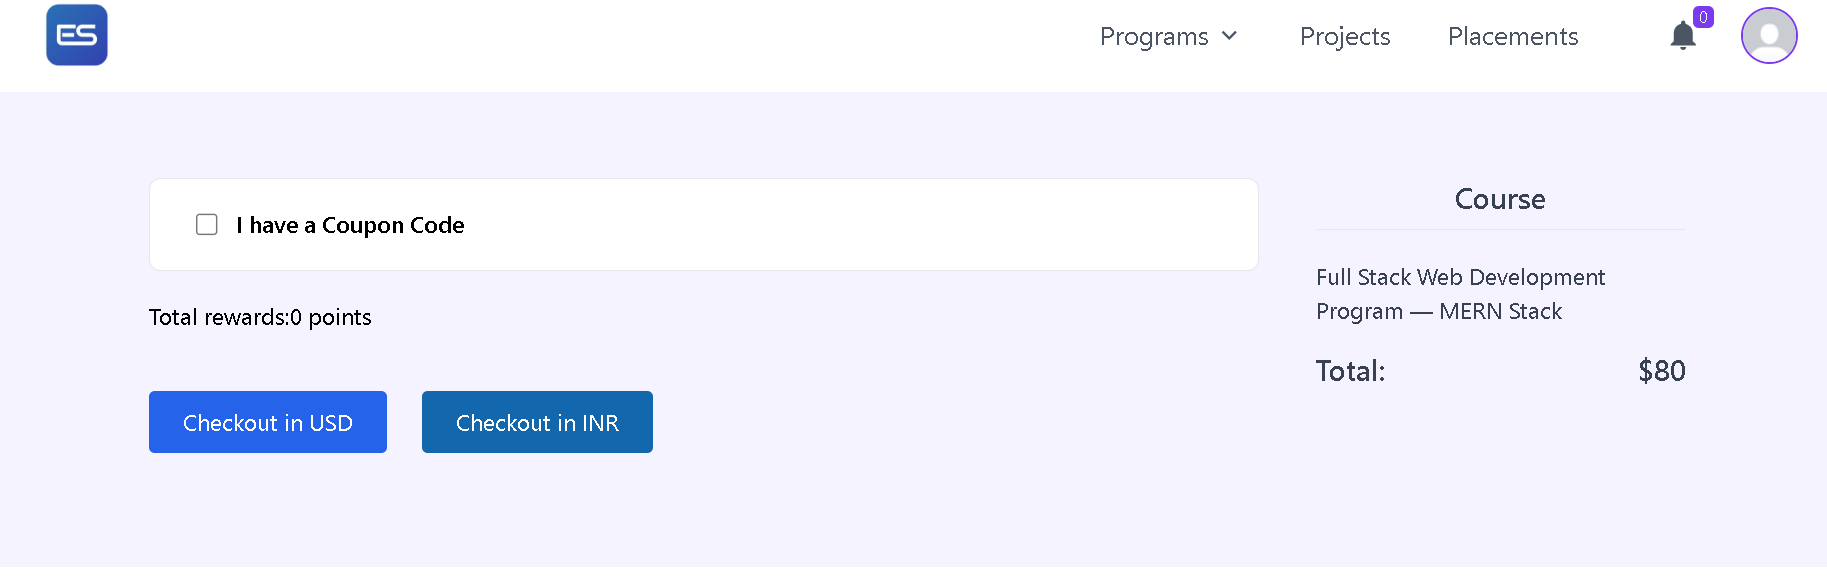 ES
Programs
Projects
Placements
0
I have a Coupon Code
Total rewards:0 points
Checkout in USD
Checkout in INR
Course
Full Stack Web Development
Program — MERN Stack
Total: $80